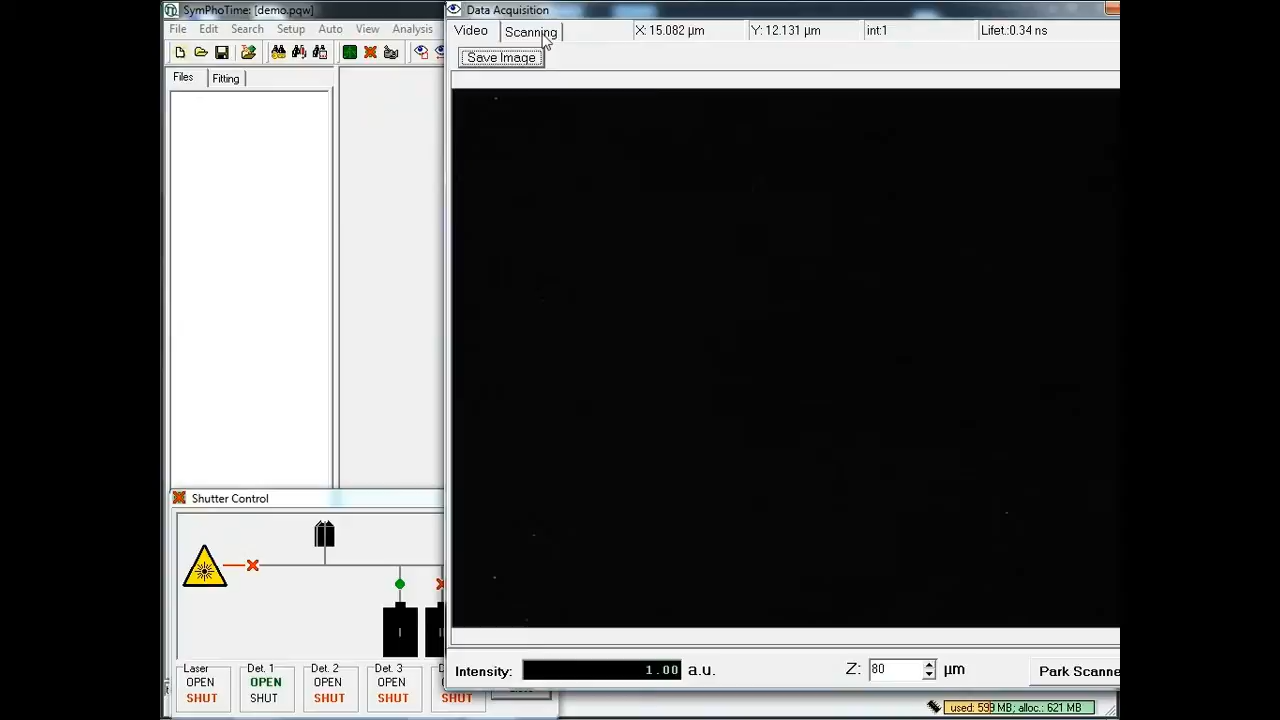 SymPhoTime: [demo.pqw]
File Edit Search Setup Auto View Analysis
Files Fitting
Data Acquisition
Video Scanning X: 15.082 µm Y: 12.131 µm int:1 Lifet.:0.34 ns
Save Image
Intensity: 1.00 a.u. Z: 80 µm Park Scanne
Shutter Control
I
Laser Det. 1 Det. 2 Det. 3
OPEN OPEN OPEN OPEN OPEN
SHUT SHUT SHUT SHUT SHUT
used: 599 MB; alloc.: 621 MB